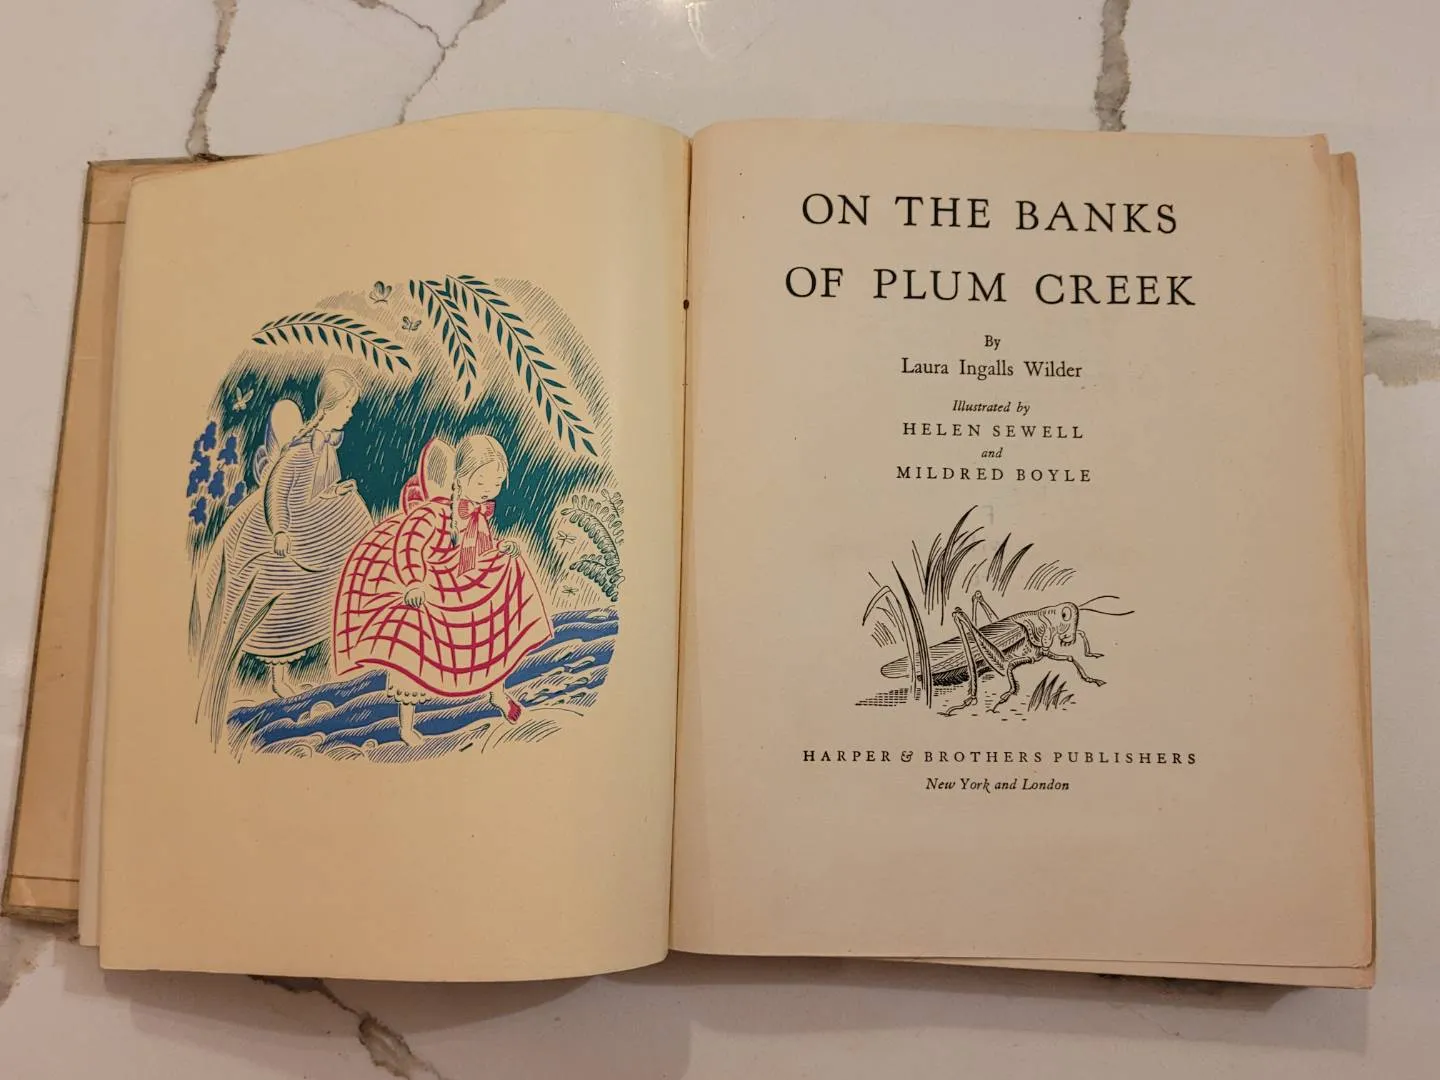 ON THE BANKS
OF PLUM CREEK
By
Laura Ingalls Wilder
Illustrated by
HELEN SEWELL
and
MILDRED BOYLE
HARPER & BROTHERS PUBLISHERS
New York and London